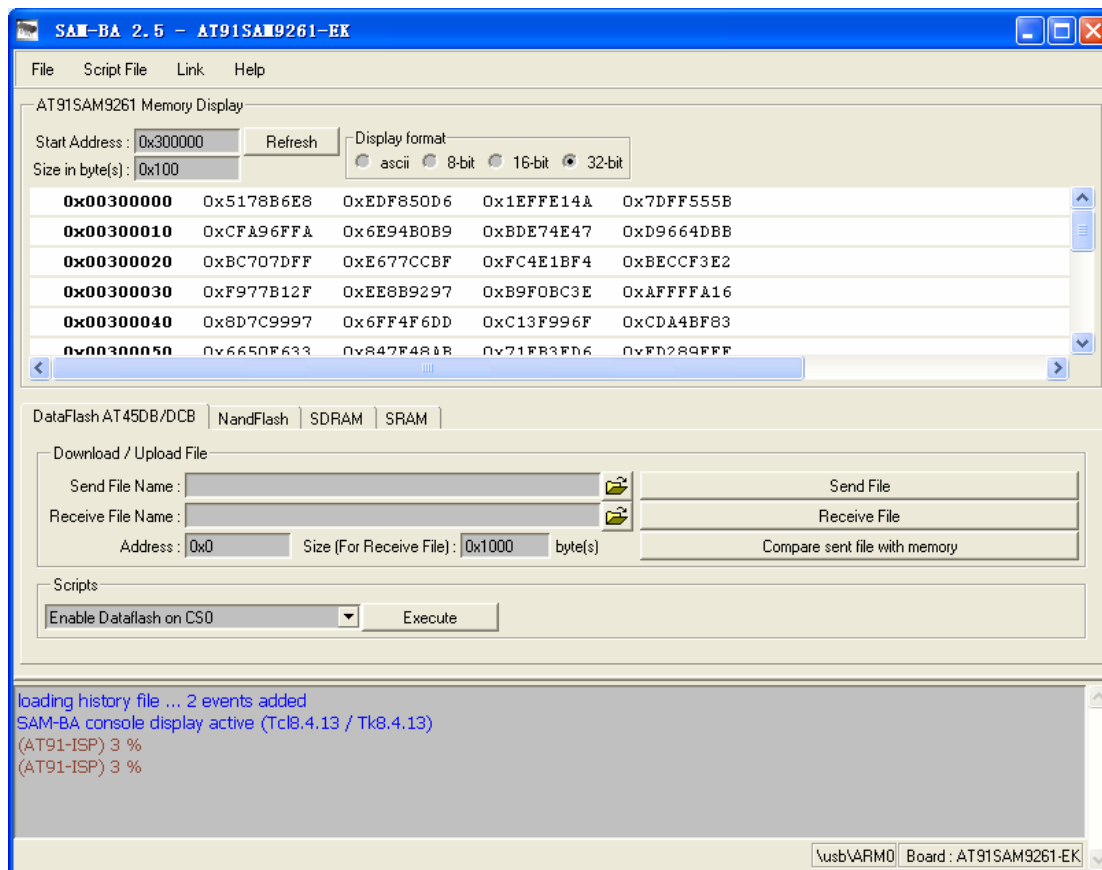 SAM-BA 2.5 - AT91SAM9261-EK
File Script File Link Help
AT91SAM9261 Memory Display
Start Address : 0x300000 Refresh Display format
Size in byte(s) : 0x100 ascii 8-bit 16-bit 32-bit
0x00300000 0x5178B6E8 0xEDF850D6 0x1EFFE14A 0x7DFF555B
0x00300010 0xCFA96FFA 0x6E94B0B9 0xBDE74E47 0xD9664DBB
0x00300020 0xBC707DFF 0xE677CCBF 0xFC4E1BF4 0xBECCF3E2
0x00300030 0xF977B12F 0xEE8B9297 0xB9F0BC3E 0xAFFFFA16
0x00300040 0x8D7C9997 0x6FF4F6DD 0xC13F996F 0xCDA4BF83
0x00300050 0x6650F633 0x847F48AB 0x71FB3FD6 0xFD289FFF
DataFlash AT45DB/DCB NandFlash SDRAM SRAM
Download / Upload File
Send File Name : Send File
Receive File Name : Receive File
Address : 0x0 Size (For Receive File) : 0x1000 byte(s) Compare sent file with memory
Scripts
Enable Dataflash on CS0 Execute
loading history file ... 2 events added
SAM-BA console display active (Tcl8.4.13 / Tk8.4.13)
(AT91-ISP) 3 %
(AT91-ISP) 3 %
\usb\ARM0 Board : AT91SAM9261-EK